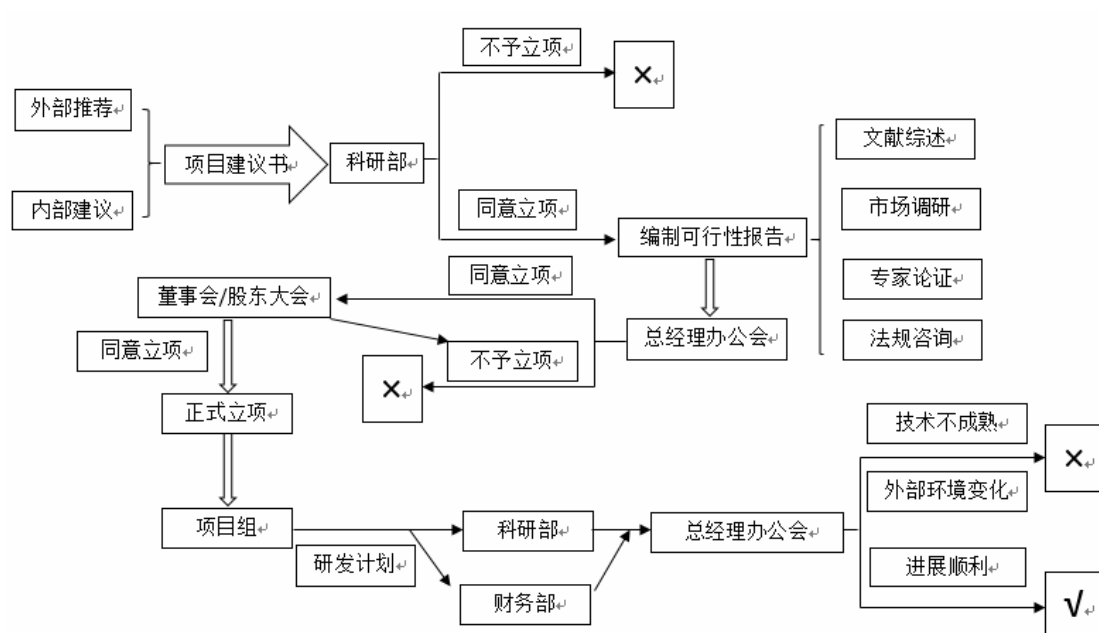 不予立项
×
外部推荐
项目建议书
科研部
内部建议
同意立项
编制可行性报告
文献综述
市场调研
专家论证
法规咨询
同意立项
董事会/股东大会
总经理办公会
同意立项
不予立项
×
正式立项
技术不成熟
×
外部环境变化
项目组
科研部
总经理办公会
研发计划
进展顺利
财务部
√